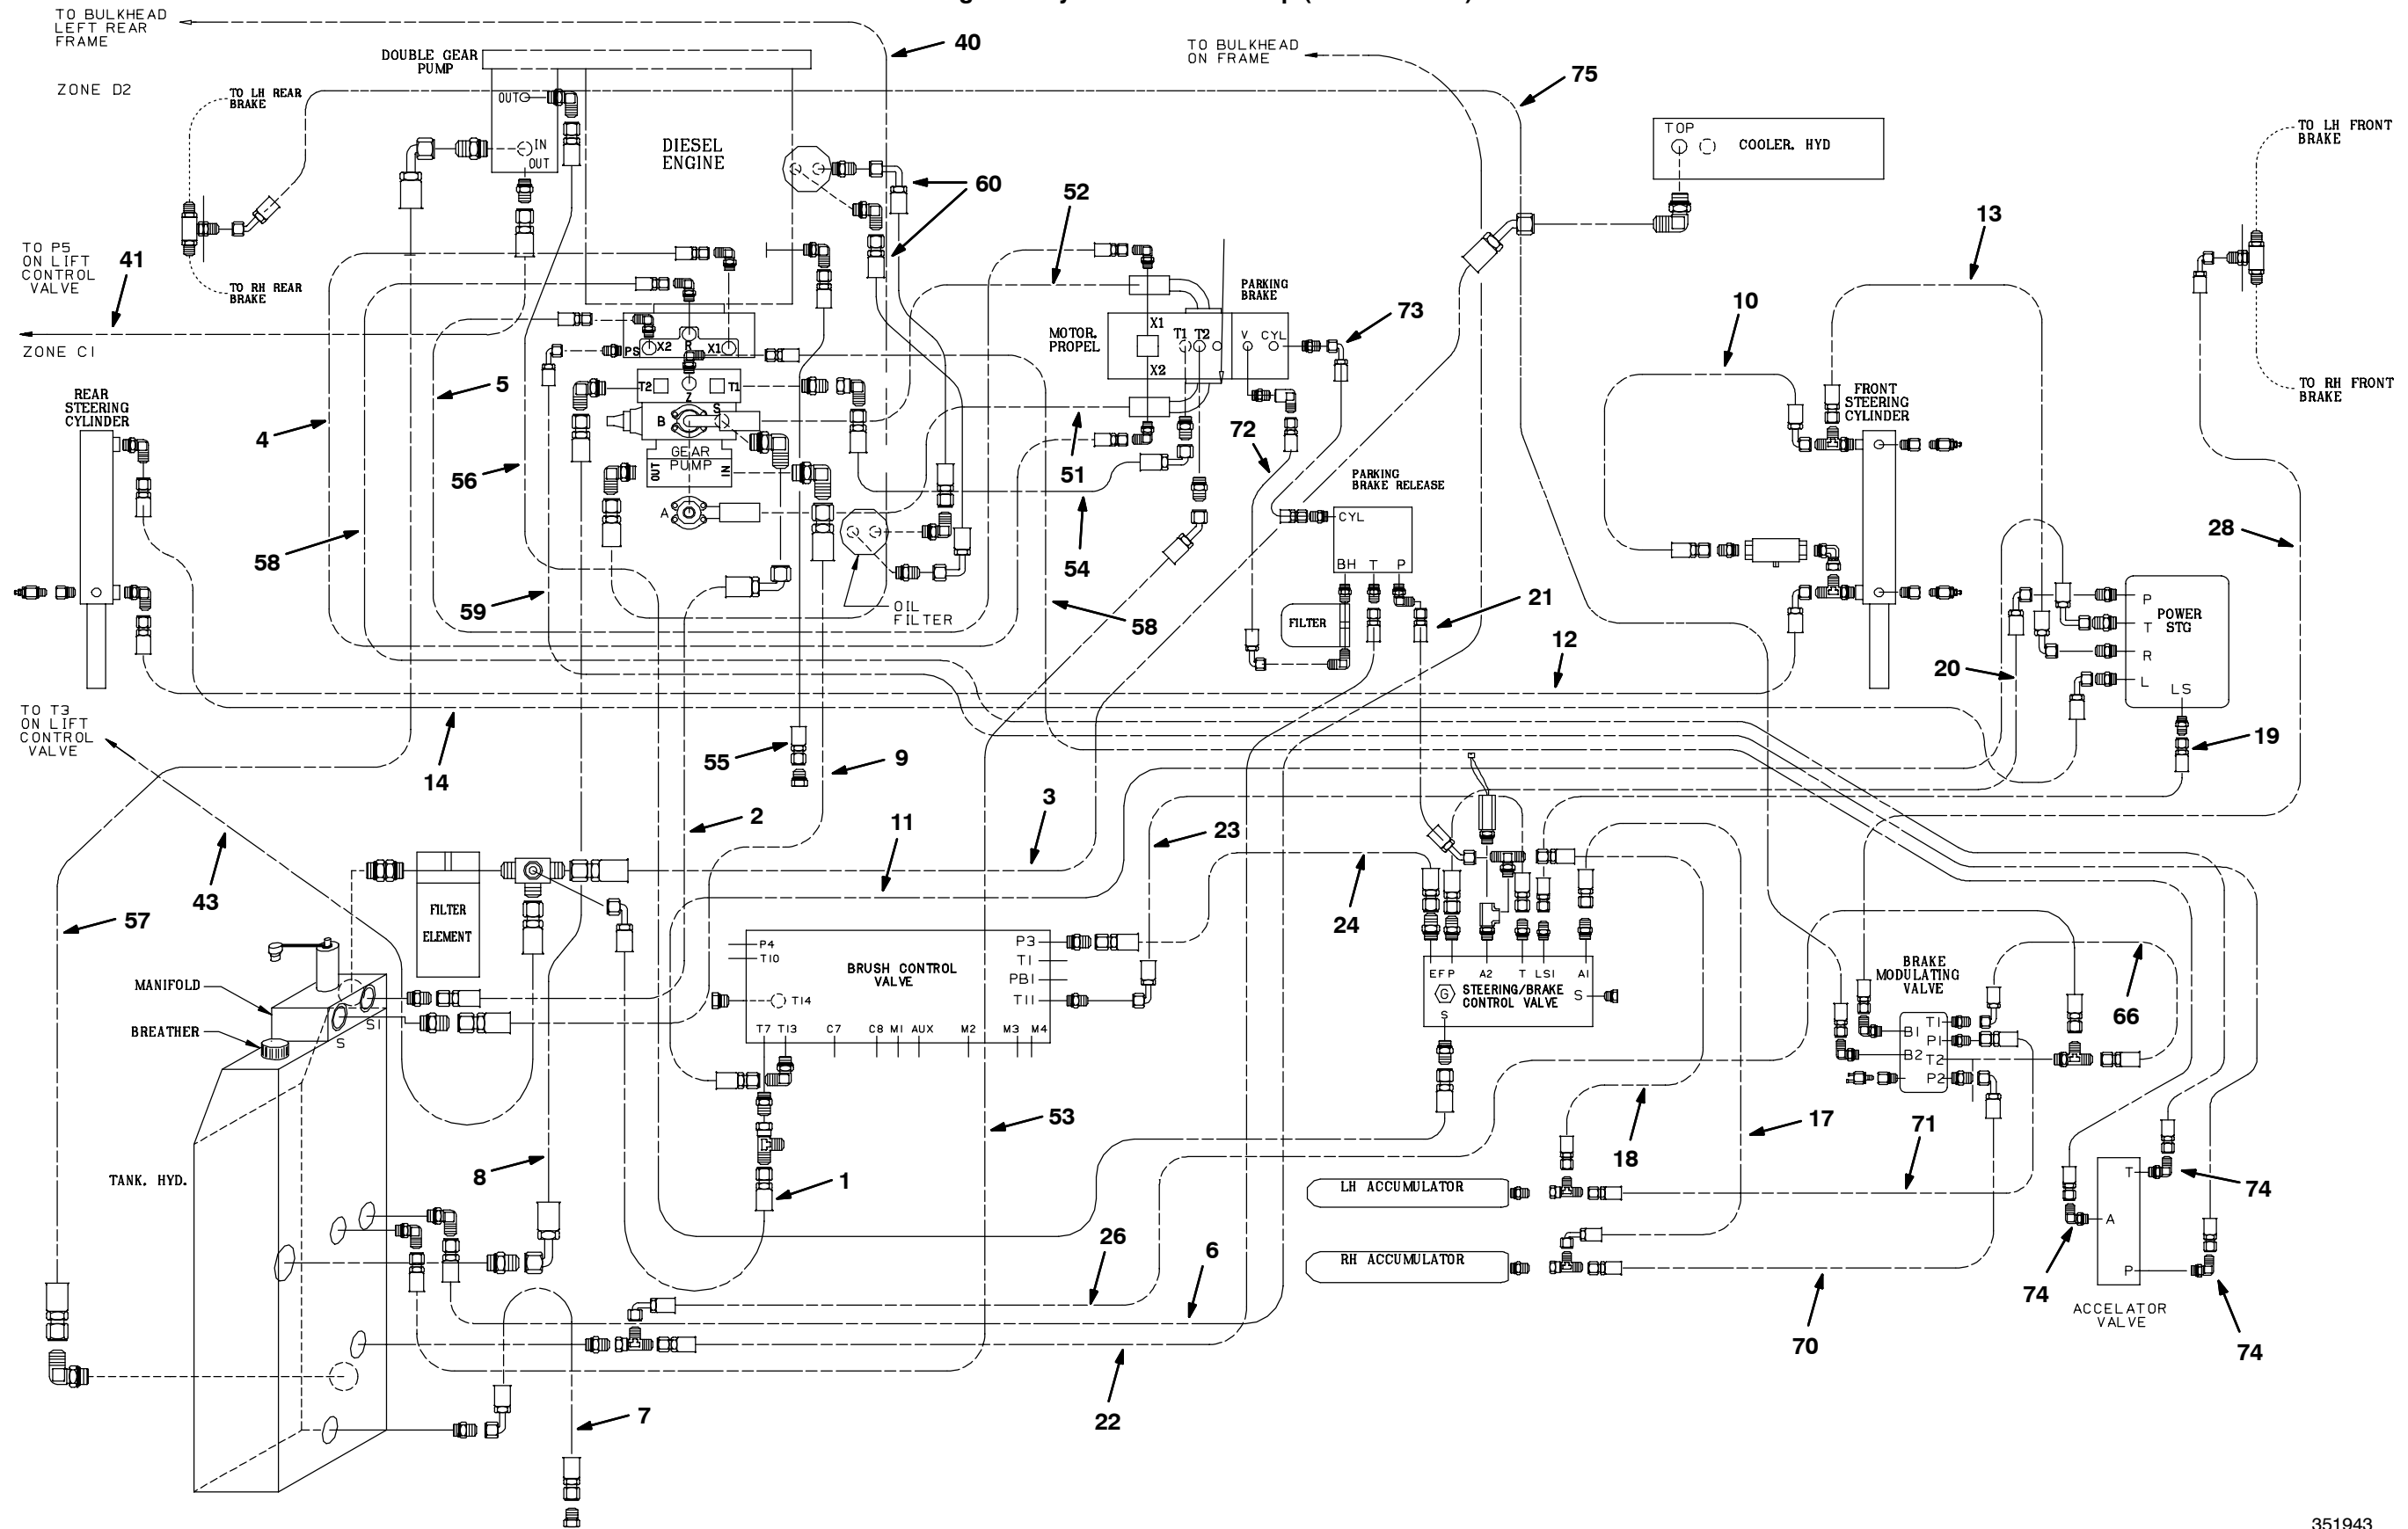 TO BULKHEAD
LEFT REAR
FRAME
ZONE D2
DOUBLE GEAR
PUMP
40
TO BULKHEAD
ON FRAME
75
TO LH REAR
BRAKE
OUT
IN
OUT
DIESEL
ENGINE
60
52
TOP
COOLER. HYD
TO LH FRONT
BRAKE
13
TO P5
ON LIFT
CONTROL
VALVE
41
TO RH REAR
BRAKE
ZONE C1
PARKING
BRAKE
73
MOTOR.
PROPEL
X1
T1 T2
V CYL
X2
10
TO RH FRONT
BRAKE
PS
X2
R
X1
T2
T1
Z
S
B
GEAR
PUMP
OUT
IN
A
REAR
STEERING
CYLINDER
4
5
56
58
59
OIL
FILTER
51
54
72
58
PARKING
BRAKE RELEASE
CYL
BH T P
FILTER
21
FRONT
STEERING
CYLINDER
28
P
T
R
L
LS
POWER
STG
20
12
19
TO T3
ON LIFT
CONTROL
VALVE
14
55
9
2
11
3
23
24
43
57
FILTER
ELEMENT
MANIFOLD
BREATHER
S1
S
TANK. HYD.
8
P4
T10
T14
BRUSH CONTROL
VALVE
P3
T1
PB1
T11
T7 T13 C7 C8 M1 AUX M2 M3 M4
1
53
EF P A2 T LS1 A1
G
STEERING/BRAKE
CONTROL VALVE
S
S
BRAKE
MODULATING
VALVE
B1
B2
T1
P1
T2
P2
66
18
17
71
LH ACCUMULATOR
RH ACCUMULATOR
26
6
22
7
70
T
A
P
74
74
74
ACCELATOR
VALVE
351943